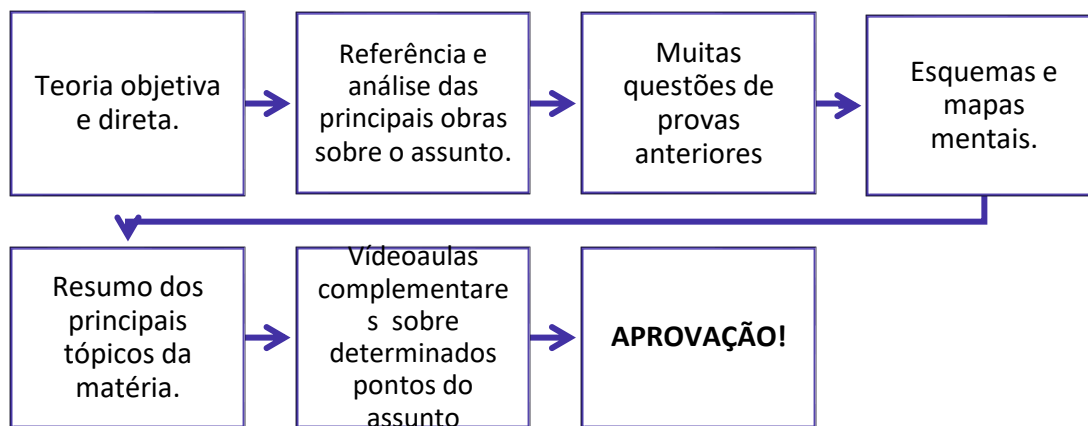 Teoria objetiva
e direta.
Referência e
análise das
principais obras
sobre o assunto.
Muitas
questões de
provas
anteriores
Esquemas e
mapas
mentais.
Resumo dos
principais
tópicos da
matéria.
Vídeoaulas
complementare
s sobre
determinados
pontos do
assunto
APROVAÇÃO!